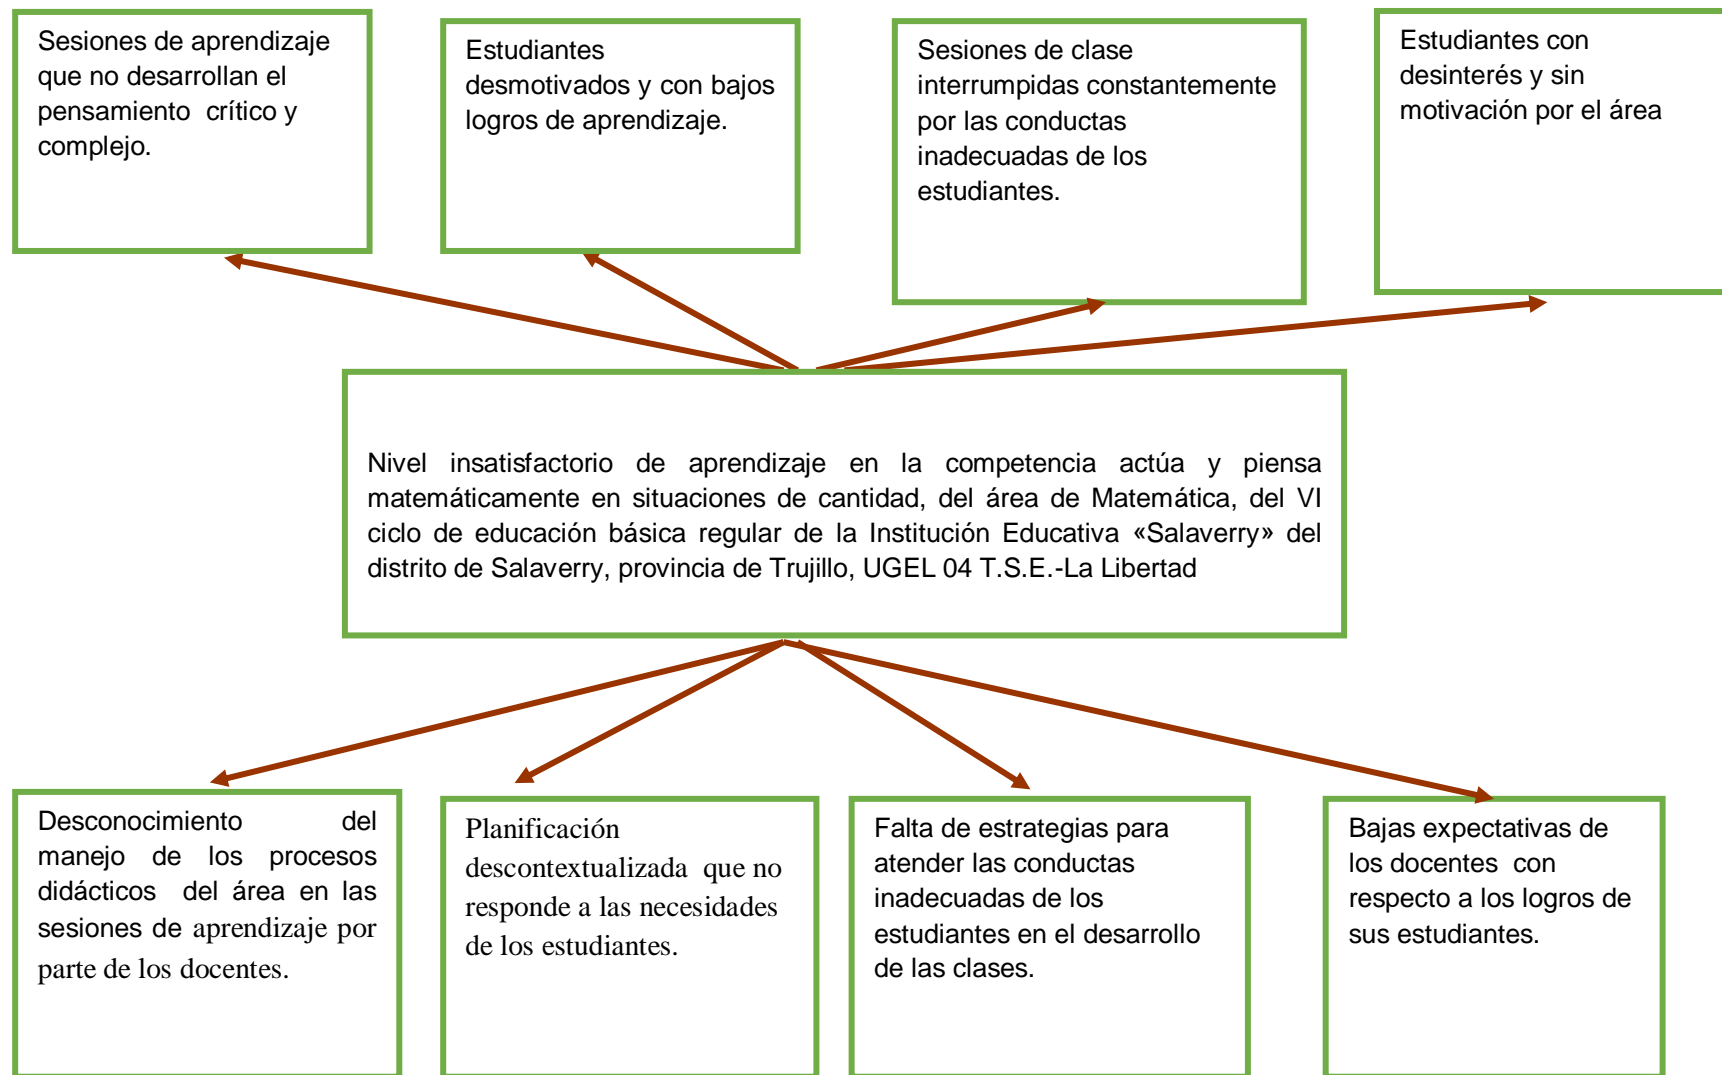 Sesiones de aprendizaje
que no desarrollan el
pensamiento crítico y
complejo.
Estudiantes
desmotivados y con bajos
logros de aprendizaje.
Sesiones de clase
interrumpidas constantemente
por las conductas
inadecuadas de los
estudiantes.
Estudiantes con
desinterés y sin
motivación por el área
Nivel insatisfactorio de aprendizaje en la competencia actúa y piensa
matemáticamente en situaciones de cantidad, del área de Matemática, del VI
ciclo de educación básica regular de la Institución Educativa «Salaverry» del
distrito de Salaverry, provincia de Trujillo, UGEL 04 T.S.E.-La Libertad
Desconocimiento del
manejo de los procesos
didácticos del área en las
sesiones de aprendizaje por
parte de los docentes.
Planificación
descontextualizada que no
responde a las necesidades
de los estudiantes.
Falta de estrategias para
atender las conductas
inadecuadas de los
estudiantes en el desarrollo
de las clases.
Bajas expectativas de
los docentes con
respecto a los logros de
sus estudiantes.